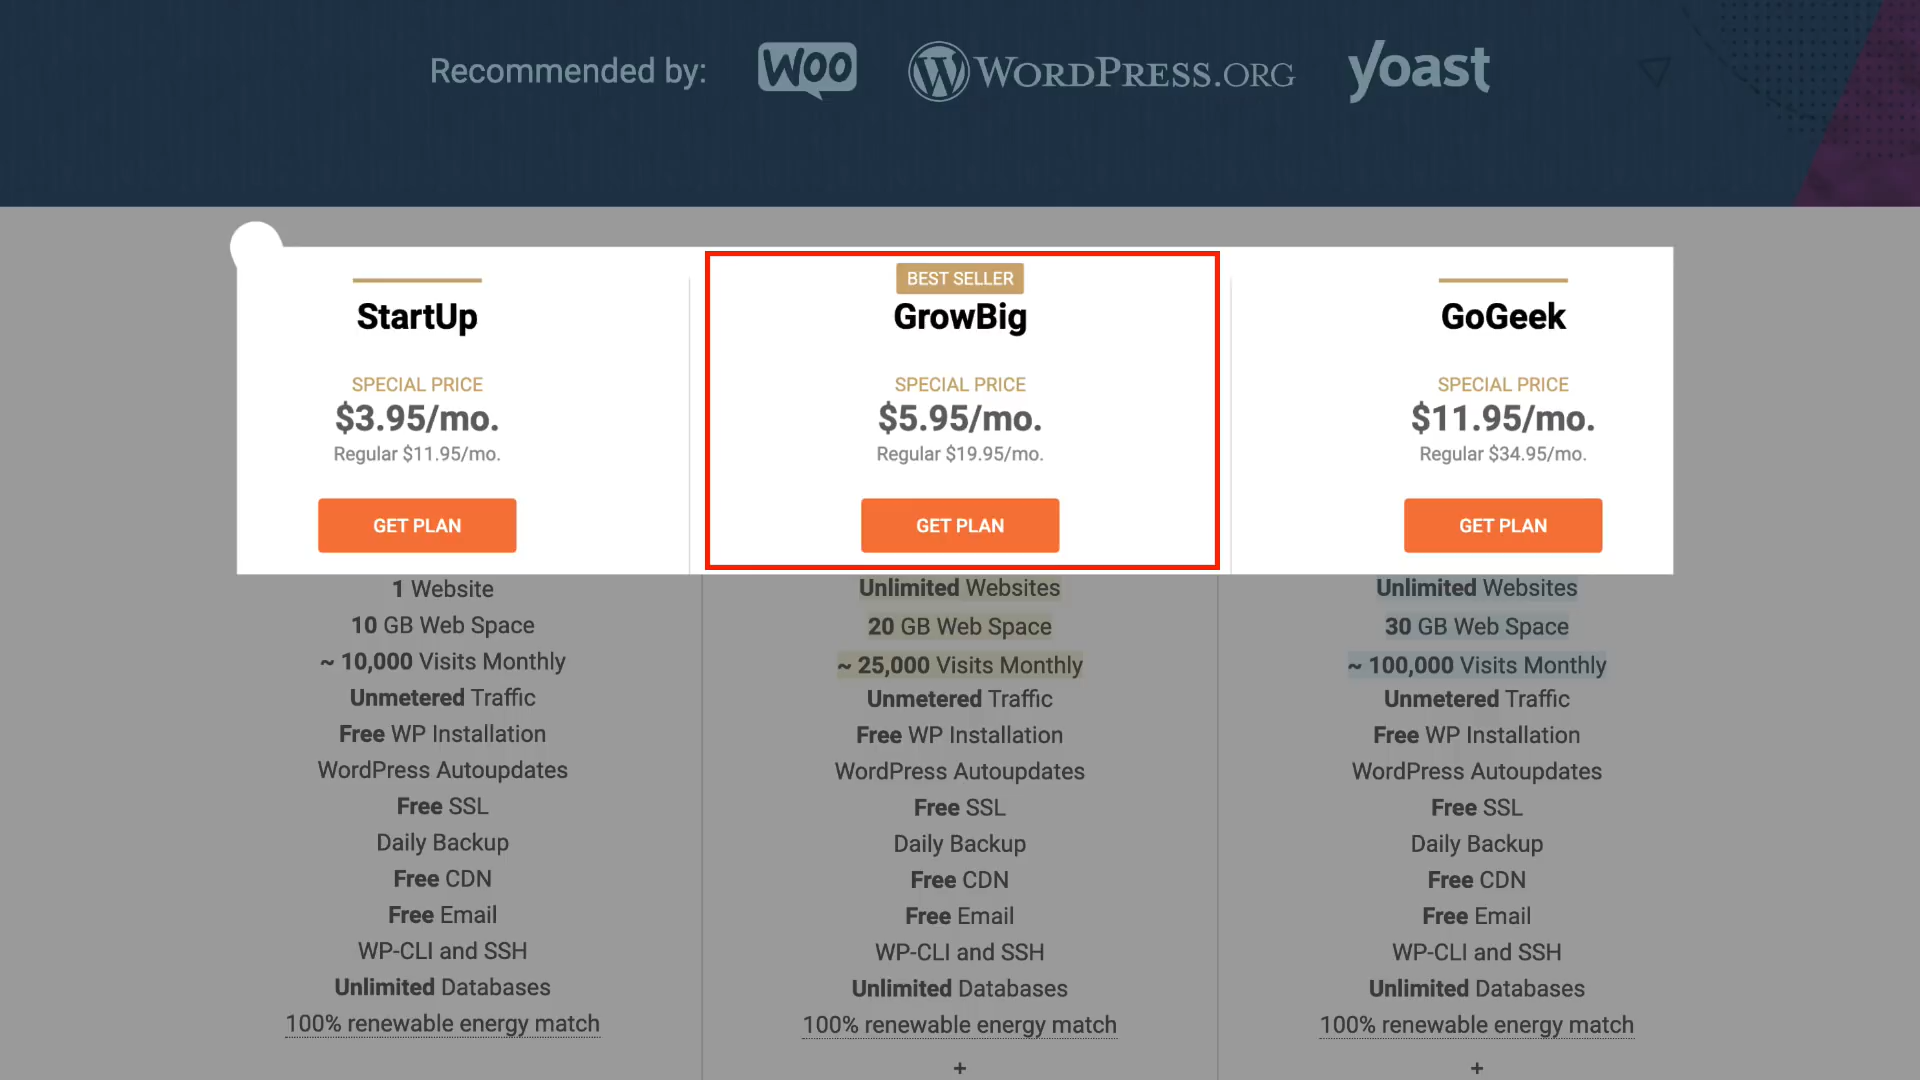 Recommended by: WOO WORDPRESS.ORG yoast
StartUp
SPECIAL PRICE
$3.95/mo.
Regular $11.95/mo.
GET PLAN
1 Website
10 GB Web Space
~ 10,000 Visits Monthly
Unmetered Traffic
Free WP Installation
WordPress Autoupdates
Free SSL
Daily Backup
Free CDN
Free Email
WP-CLI and SSH
Unlimited Databases
100% renewable energy match
BEST SELLER
GrowBig
SPECIAL PRICE
$5.95/mo.
Regular $19.95/mo.
GET PLAN
Unlimited Websites
20 GB Web Space
~ 25,000 Visits Monthly
Unmetered Traffic
Free WP Installation
WordPress Autoupdates
Free SSL
Daily Backup
Free CDN
Free Email
WP-CLI and SSH
Unlimited Databases
100% renewable energy match
+
GoGeek
SPECIAL PRICE
$11.95/mo.
Regular $34.95/mo.
GET PLAN
Unlimited Websites
30 GB Web Space
~ 100,000 Visits Monthly
Unmetered Traffic
Free WP Installation
WordPress Autoupdates
Free SSL
Daily Backup
Free CDN
Free Email
WP-CLI and SSH
Unlimited Databases
100% renewable energy match
+